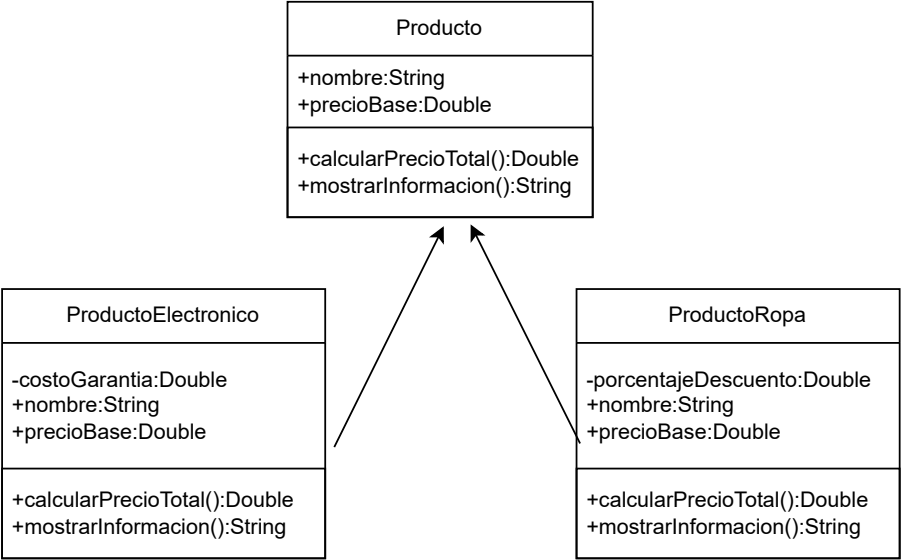 Producto
+nombre:String
+precioBase:Double
+calcularPrecioTotal():Double
+mostrarInformacion():String
ProductoElectronico
-costoGarantia:Double
+nombre:String
+precioBase:Double
+calcularPrecioTotal():Double
+mostrarInformacion():String
ProductoRopa
-porcentajeDescuento:Double
+nombre:String
+precioBase:Double
+calcularPrecioTotal():Double
+mostrarInformacion():String